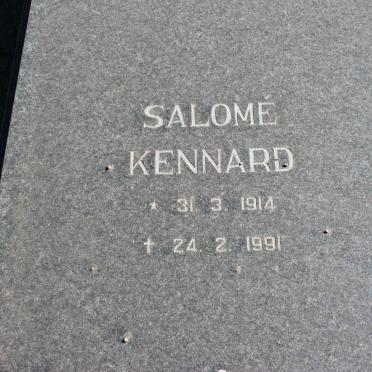 SALOMÉ
KENNARD
* 31. 3. 1914
† 24. 2. 1991